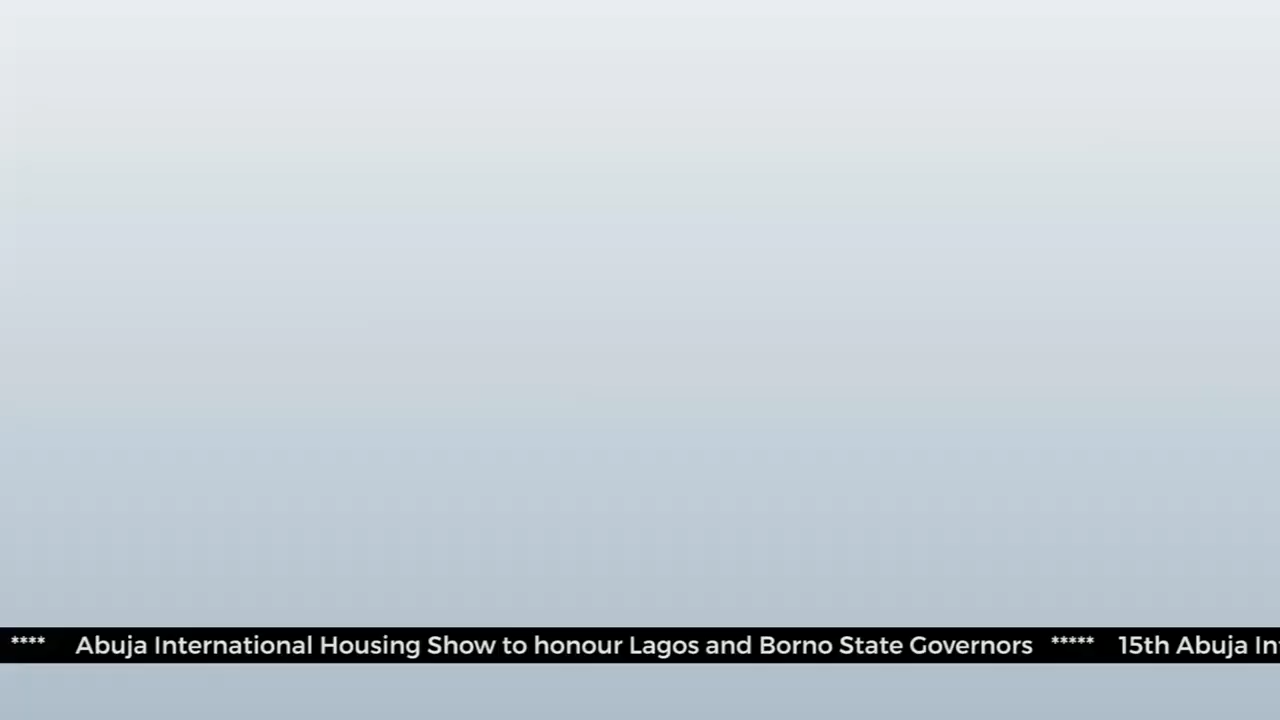 **** Abuja International Housing Show to honour Lagos and Borno State Governors ***** 15th Abuja In